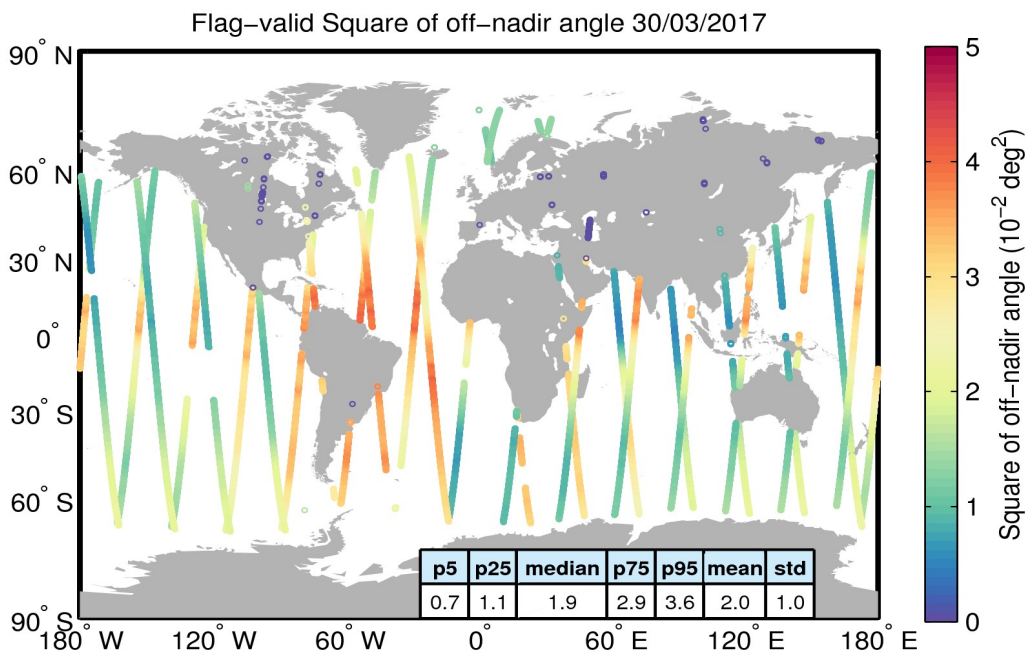 Flag−valid Square of off−nadir angle 30/03/2017
90° N
60° N
30° N
0°
30° S
60° S
90° S
180° W
120° W
60° W
0°
60° E
120° E
180° E
p5 p25 median p75 p95 mean std
0.7 1.1 1.9 2.9 3.6 2.0 1.0
5
4
3
2
1
0
Square of off−nadir angle (10⁻² deg²)